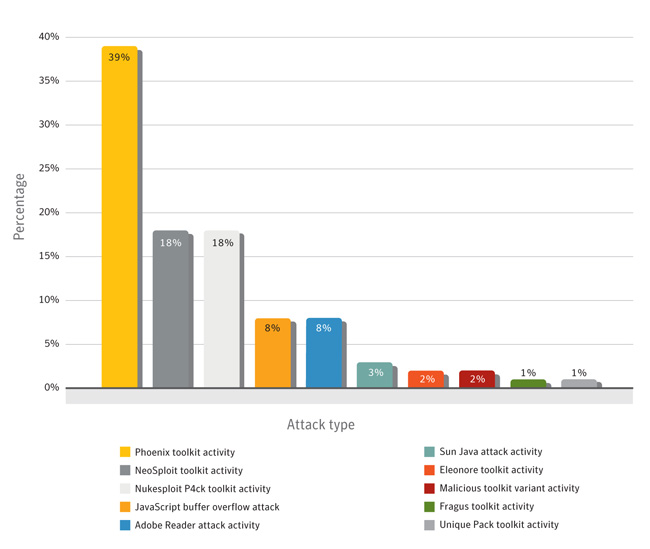 40%
35%
30%
25%
20%
15%
10%
5%
0%
Percentage
39%
18%
18%
8%
8%
3%
2%
2%
1%
1%
Attack type
Phoenix toolkit activity
NeoSploit toolkit activity
Nukesploit P4ck toolkit activity
JavaScript buffer overflow attack
Adobe Reader attack activity
Sun Java attack activity
Eleonore toolkit activity
Malicious toolkit variant activity
Fragus toolkit activity
Unique Pack toolkit activity